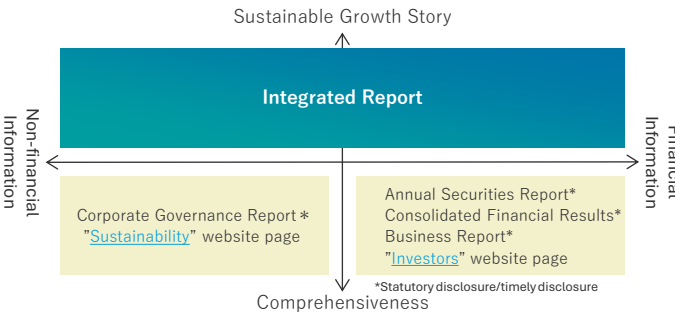 Sustainable Growth Story
Integrated Report
Non-financial
Information
Financial
Information
Corporate Governance Report＊
"Sustainability" website page
Annual Securities Report*
Consolidated Financial Results*
Business Report*
"Investors" website page
*Statutory disclosure/timely disclosure
Comprehensiveness